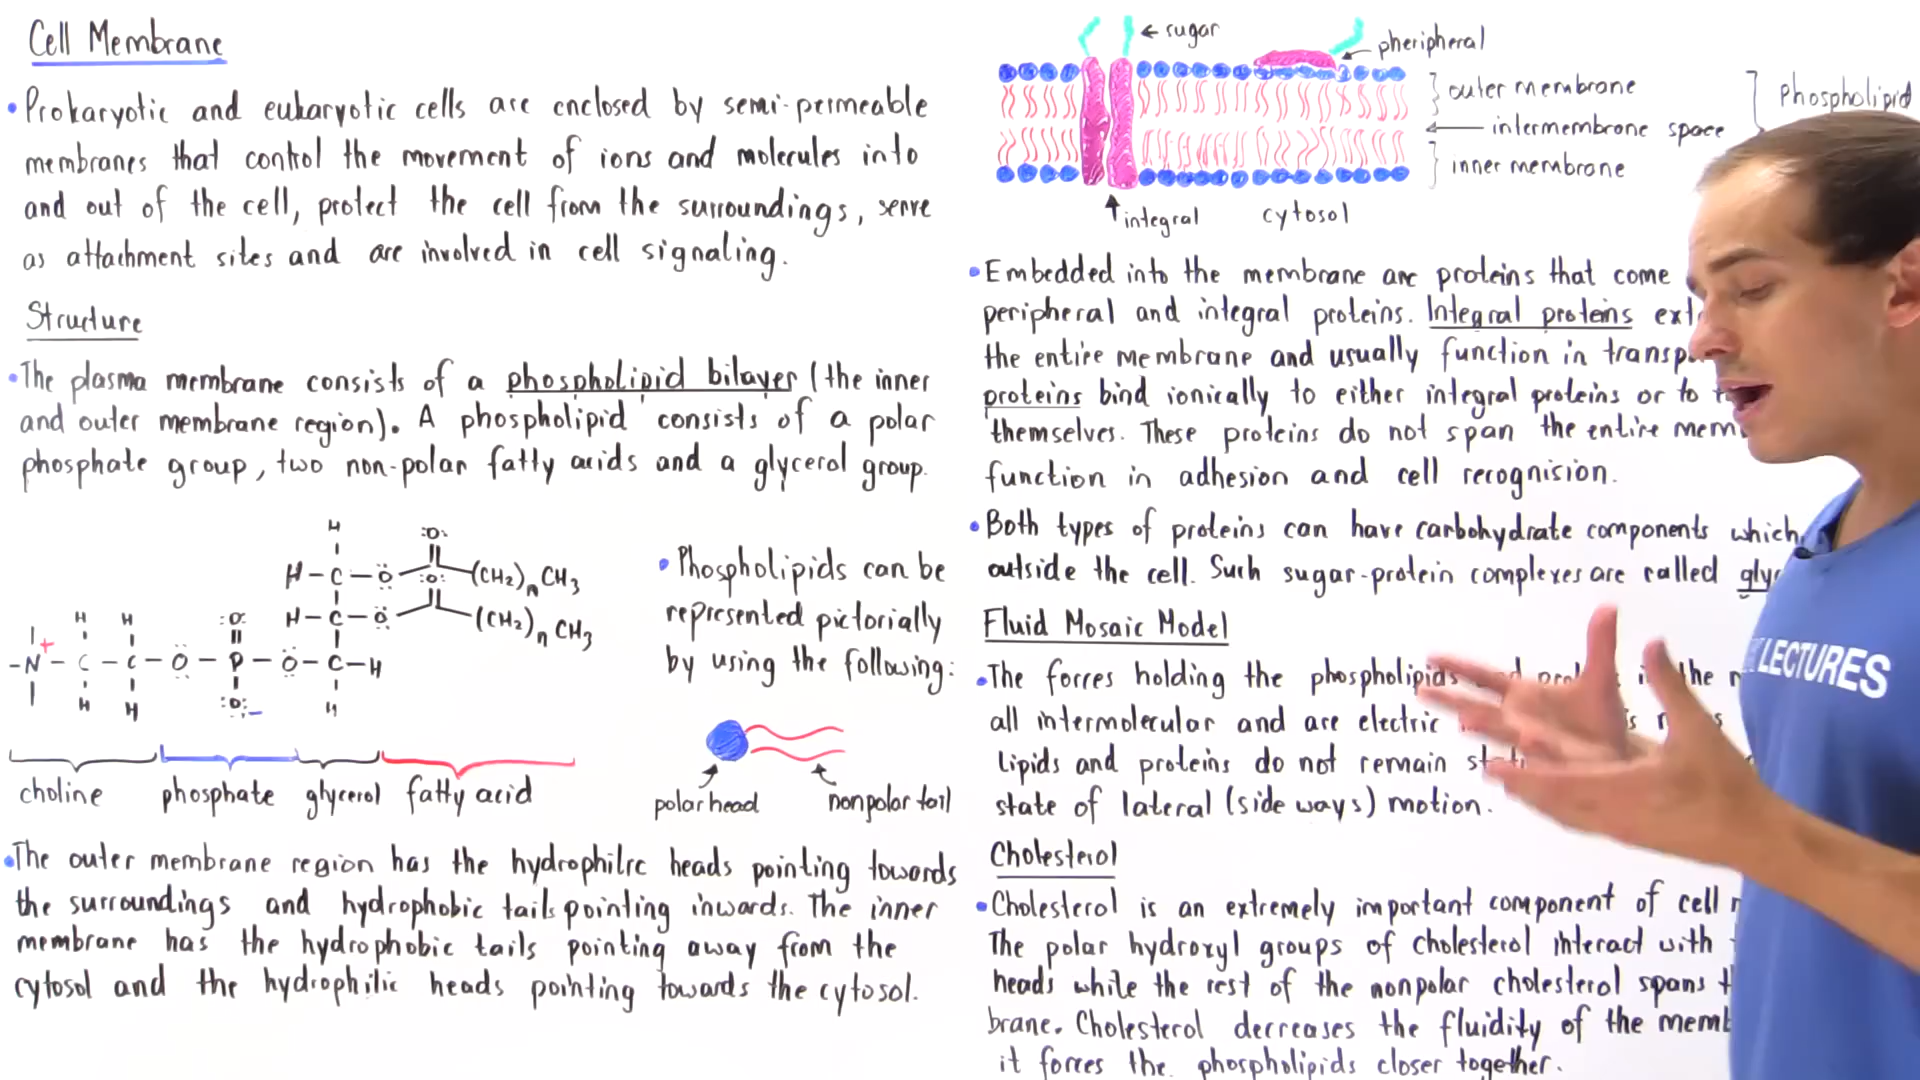 Cell Membrane
• Prokaryotic and eukaryotic cells are enclosed by semi-permeable
membranes that control the movement of ions and molecules into
and out of the cell, protect the cell from the surroundings, serve
as attachment sites and are involved in cell signaling.
Structure
• The plasma membrane consists of a phospholipid bilayer (the inner
and outer membrane region). A phospholipid consists of a polar
phosphate group, two non-polar fatty acids and a glycerol group.
H :O:
H-C-O (CH2)nCH3
:O:
H-C-O (CH2)nCH3
H H :O:
-N+-C-C-O-P-O-C-H
H H :O:- H
choline phosphate glycerol fatty acid
• Phospholipids can be
represented pictorially
by using the following:
polar head nonpolar tail
• The outer membrane region has the hydrophilic heads pointing towards
the surroundings and hydrophobic tails pointing inwards. The inner
membrane has the hydrophobic tails pointing away from the
cytosol and the hydrophilic heads pointing towards the cytosol.
sugar
pheripheral
outer membrane
Phospholipid
intermembrane space
inner membrane
integral cytosol
• Embedded into the membrane are proteins that come
peripheral and integral proteins. Integral proteins ext
the entire membrane and usually function in transp
proteins bind ionically to either integral proteins or to
themselves. These proteins do not span the entire mem
function in adhesion and cell recognision.
• Both types of proteins can have carbohydrate components which
outside the cell. Such sugar-protein complexes are called gly
Fluid Mosaic Model
• The forces holding the phospholipids the
all intermolecular and are electric
Lipids and proteins do not remain
state of lateral (side ways) motion.
Cholesterol
• Cholesterol is an extremely important component of cell
The polar hydroxyl groups of cholesterol interact with
heads while the rest of the nonpolar cholesterol spans
brane. Cholesterol decreases the fluidity of the memb
it forces the phospholipids closer together.
LECTURES